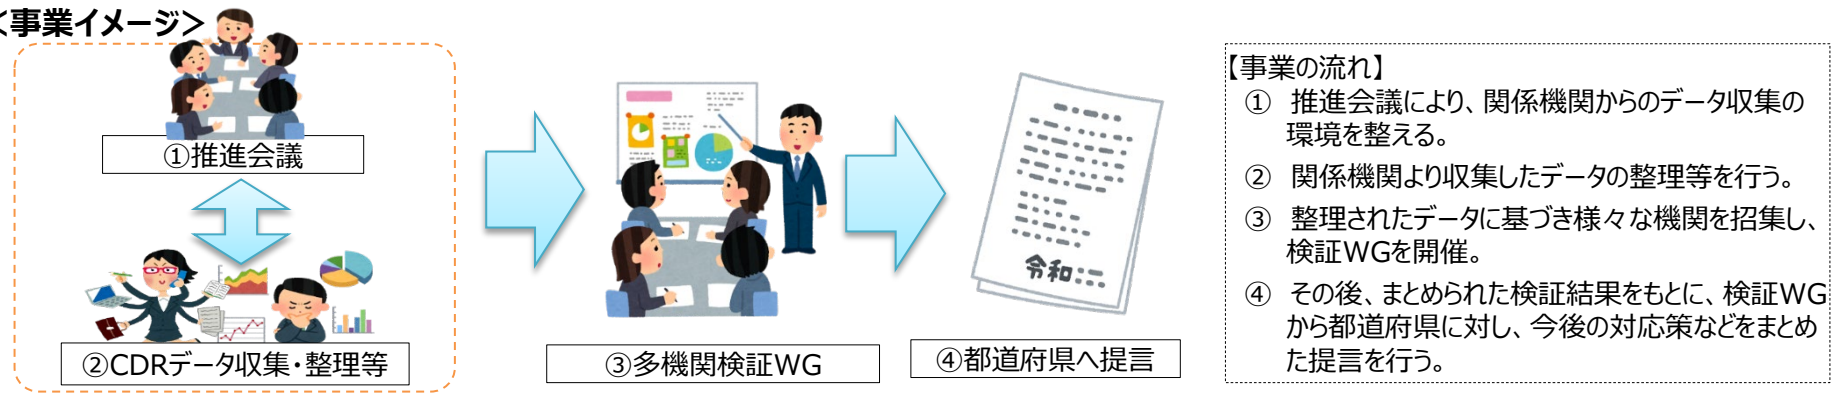 <事業イメージ>
①推進会議
②CDRデータ収集・整理等
③多機関検証WG
令和
④都道府県へ提言
【事業の流れ】
① 推進会議により、関係機関からのデータ収集の
環境を整える。
② 関係機関より収集したデータの整理等を行う。
③ 整理されたデータに基づき様々な機関を招集し、
検証WGを開催。
④ その後、まとめられた検証結果をもとに、検証WG
から都道府県に対し、今後の対応策などをまとめ
た提言を行う。